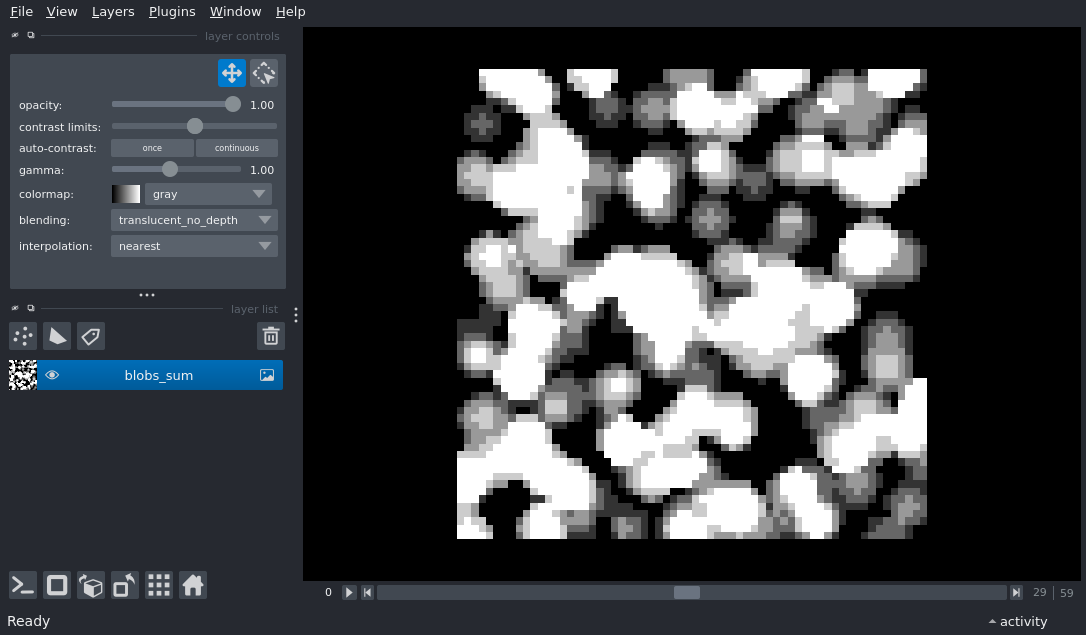 File View Layers Plugins Window Help
layer controls
opacity: 1.00
contrast limits:
auto-contrast: once continuous
gamma: 1.00
colormap: gray
blending: translucent_no_depth
interpolation: nearest
layer list
blobs_sum
0 29 59
Ready activity